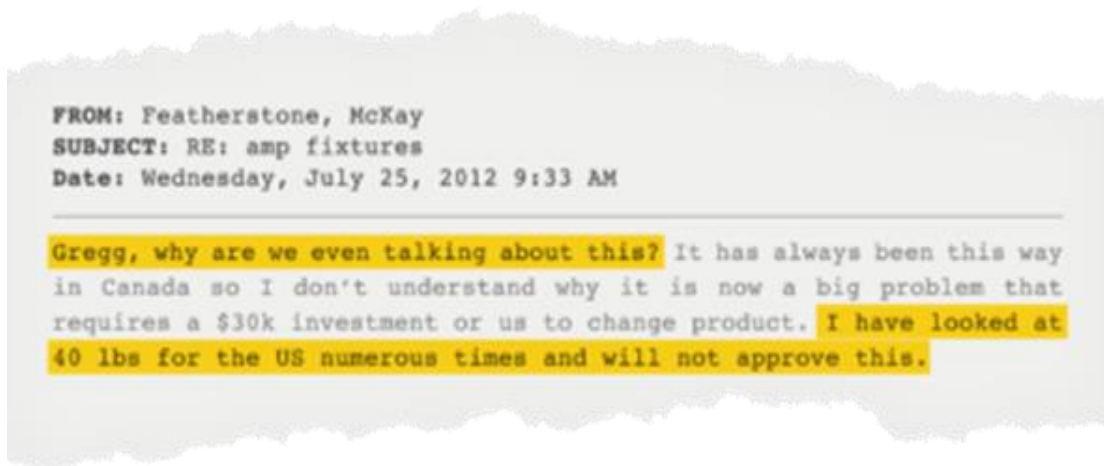 FROM: Featherstone, McKay
SUBJECT: RE: amp fixtures
Date: Wednesday, July 25, 2012 9:33 AM
Gregg, why are we even talking about this? It has always been this way
in Canada so I don't understand why it is now a big problem that
requires a $30k investment or us to change product. I have looked at
40 lbs for the US numerous times and will not approve this.